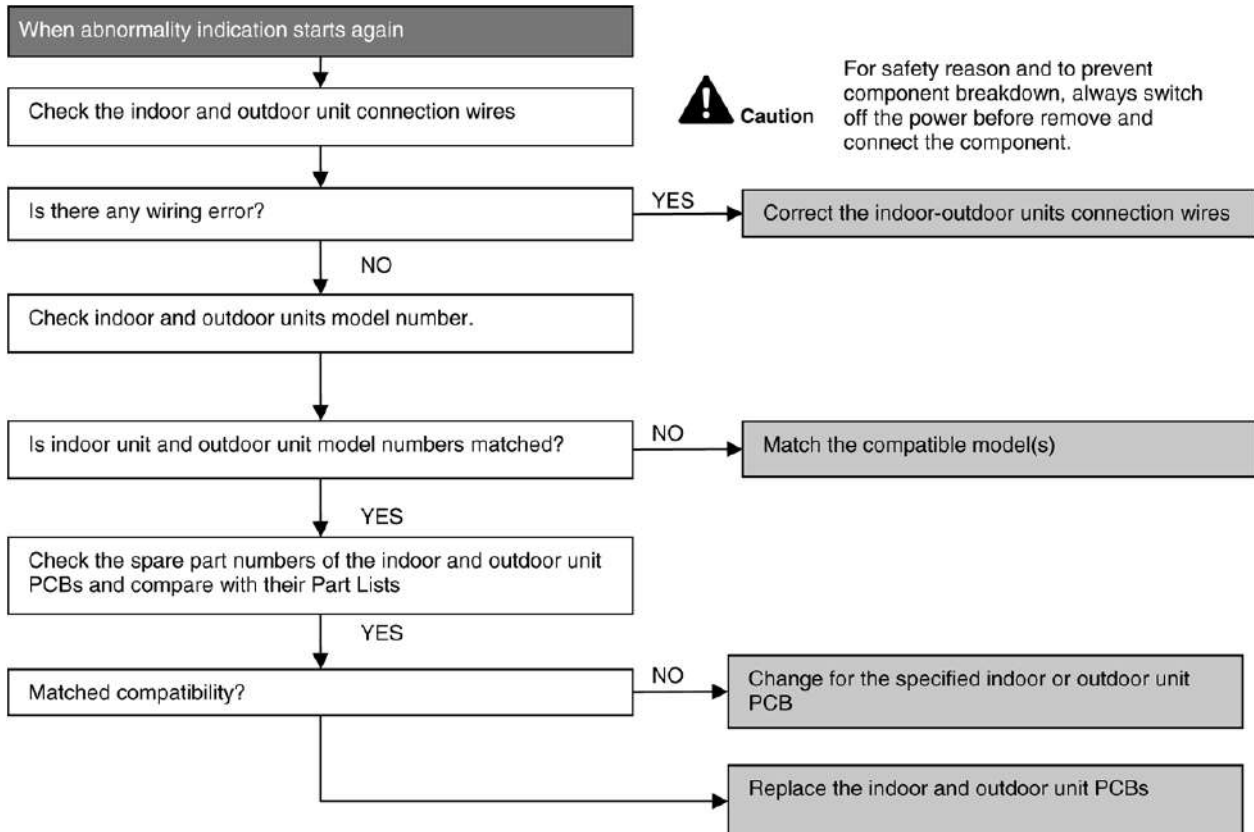 When abnormality indication starts again
Check the indoor and outdoor unit connection wires
Caution
For safety reason and to prevent
component breakdown, always switch
off the power before remove and
connect the component.
Is there any wiring error?
YES
Correct the indoor-outdoor units connection wires
NO
Check indoor and outdoor units model number.
Is indoor unit and outdoor unit model numbers matched?
NO
Match the compatible model(s)
YES
Check the spare part numbers of the indoor and outdoor unit
PCBs and compare with their Part Lists
YES
Matched compatibility?
NO
Change for the specified indoor or outdoor unit
PCB
Replace the indoor and outdoor unit PCBs